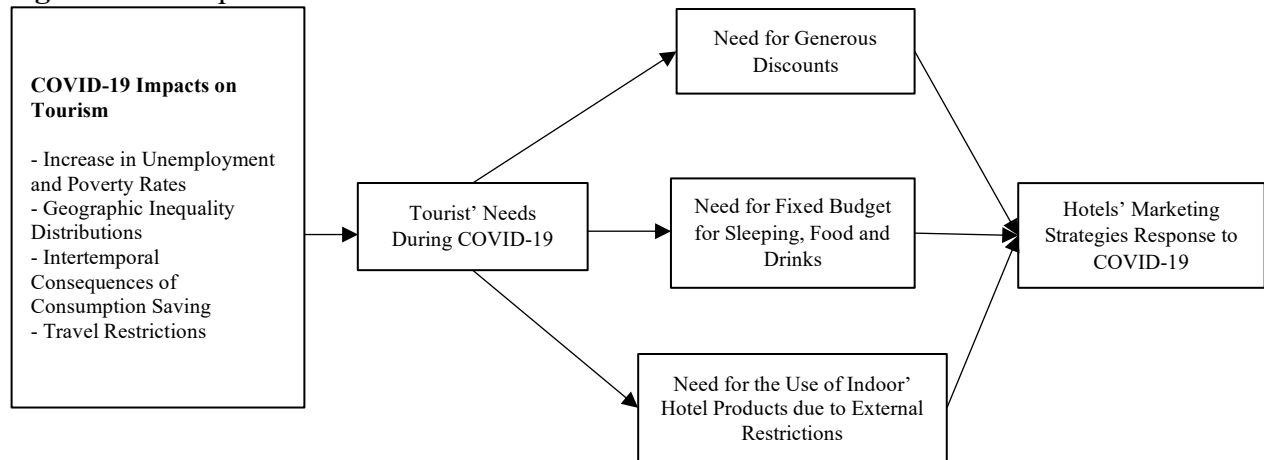 COVID-19 Impacts on
Tourism
- Increase in Unemployment
and Poverty Rates
- Geographic Inequality
Distributions
- Intertemporal
Consequences of
Consumption Saving
- Travel Restrictions
Tourist’ Needs
During COVID-19
Need for Generous
Discounts
Need for Fixed Budget
for Sleeping, Food and
Drinks
Need for the Use of Indoor’
Hotel Products due to External
Restrictions
Hotels’ Marketing
Strategies Response to
COVID-19